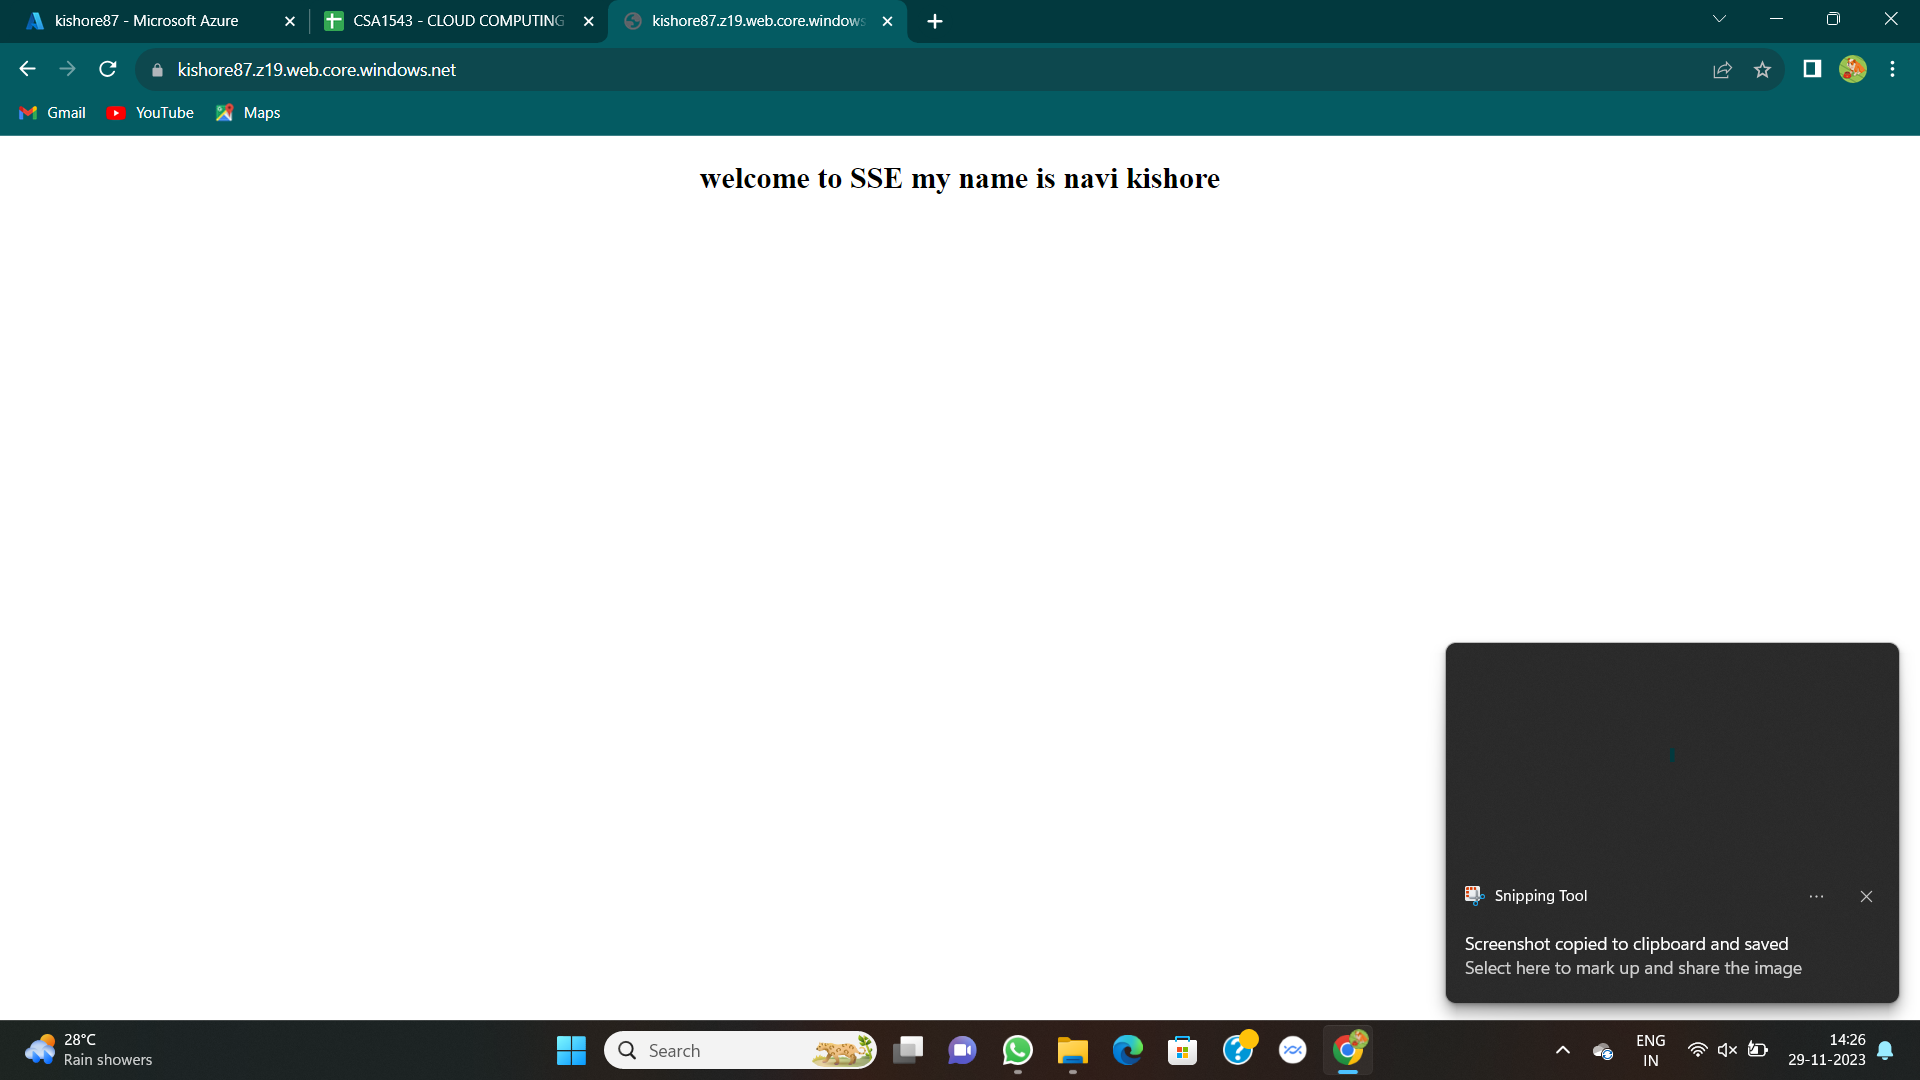 kishore87 - Microsoft Azure
CSA1543 - CLOUD COMPUTING
kishore87.z19.web.core.windows
kishore87.z19.web.core.windows.net
Gmail
YouTube
Maps
welcome to SSE my name is navi kishore
Snipping Tool
Screenshot copied to clipboard and saved
Select here to mark up and share the image
28°C
Rain showers
Search
ENG
IN
14:26
29-11-2023